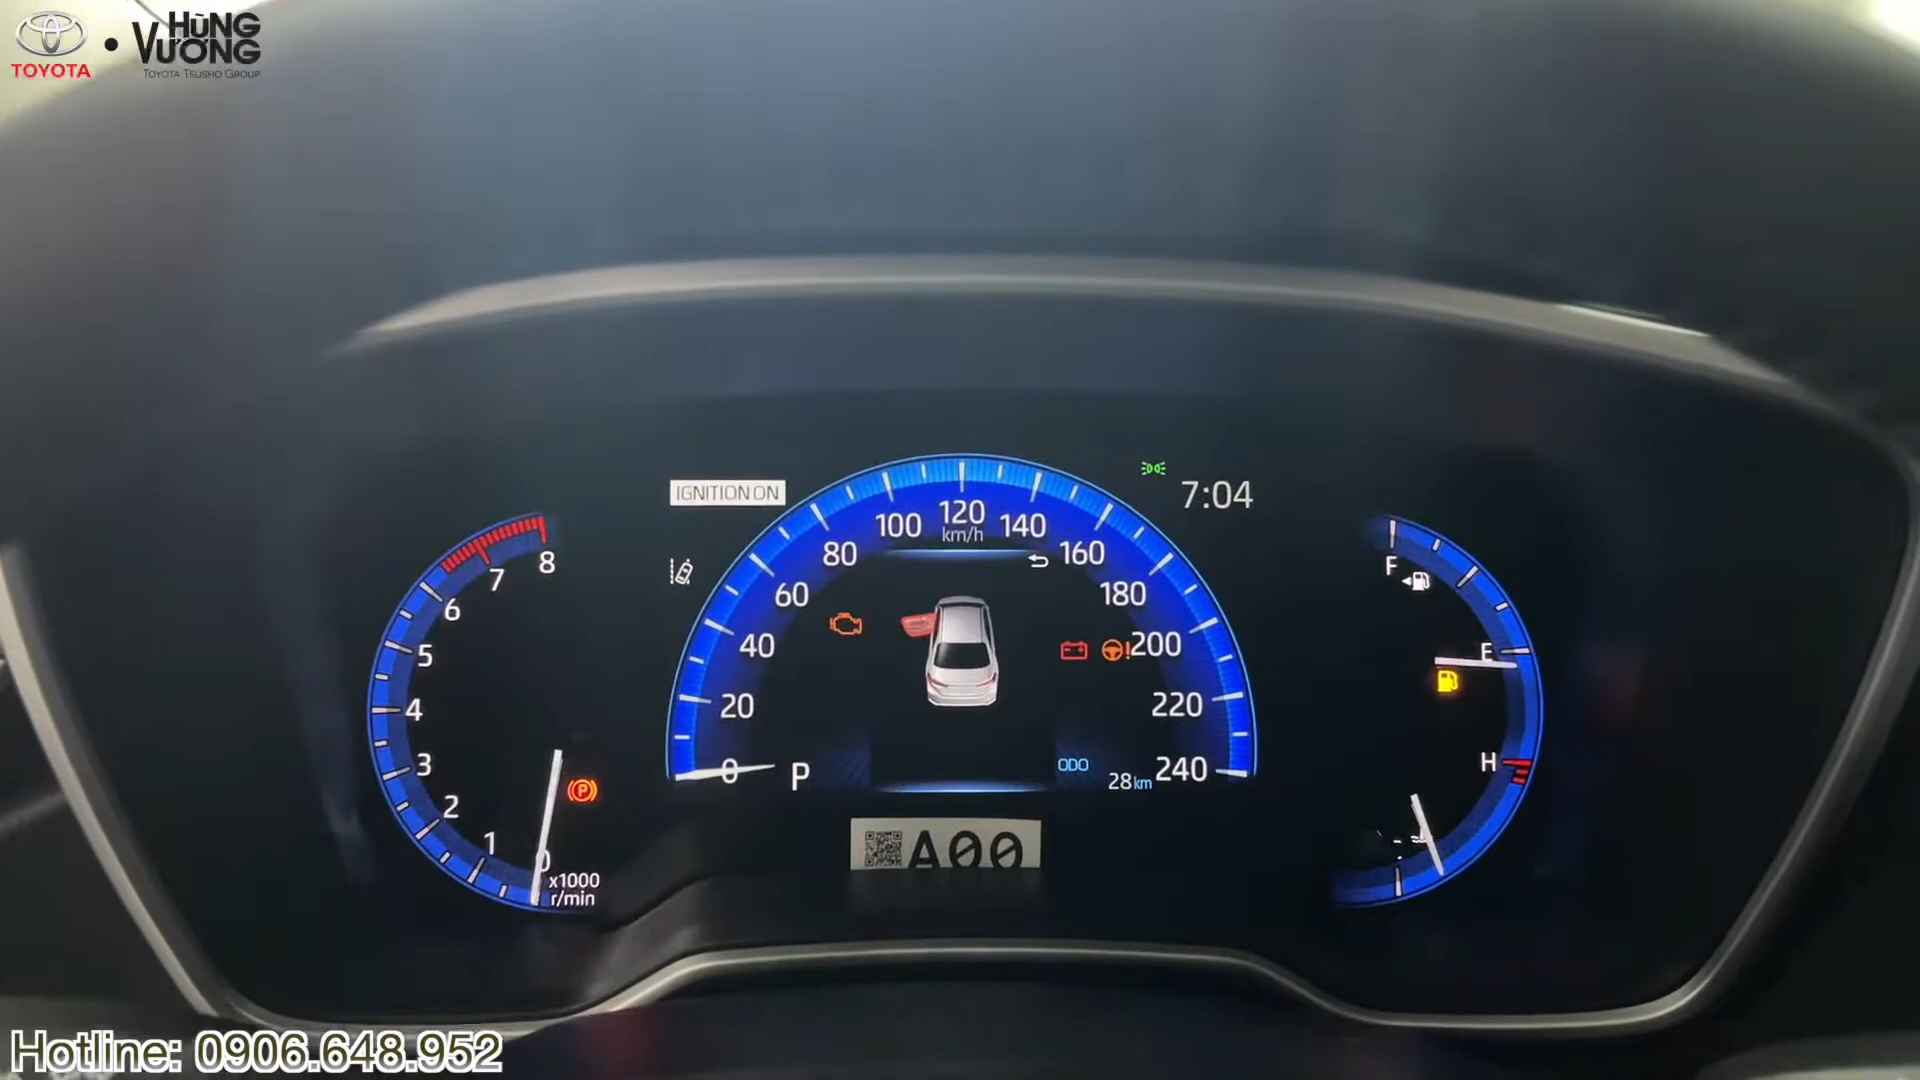 TOYOTA
HÙNG
VƯƠNG
TOYOTA TSUSHO GROUP
IGNITION ON
7:04
0
20
40
60
80
100
120
140
160
180
200
220
240
km/h
8
7
6
5
4
3
2
1
0
x1000
r/min
P
P
ODO
28 km
F
E
H
A00
Hotline: 0906.648.952